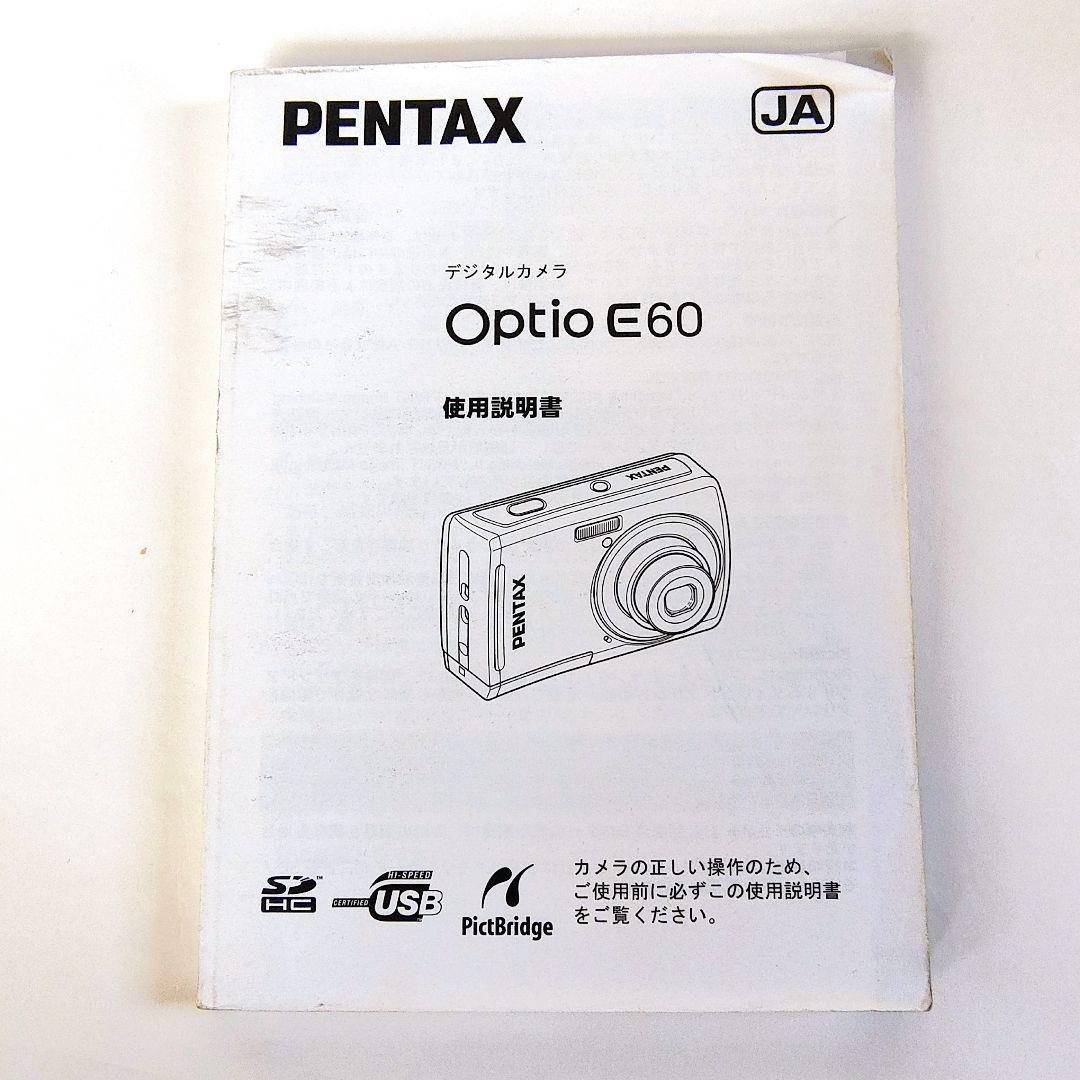 PENTAX
JA
デジタルカメラ
Optio E60
使用説明書
PENTAX
PENTAX
SD HC™
HI-SPEED
CERTIFIED USB
PictBridge
カメラの正しい操作のため、
ご使用前に必ずこの使用説明書
をご覧ください。